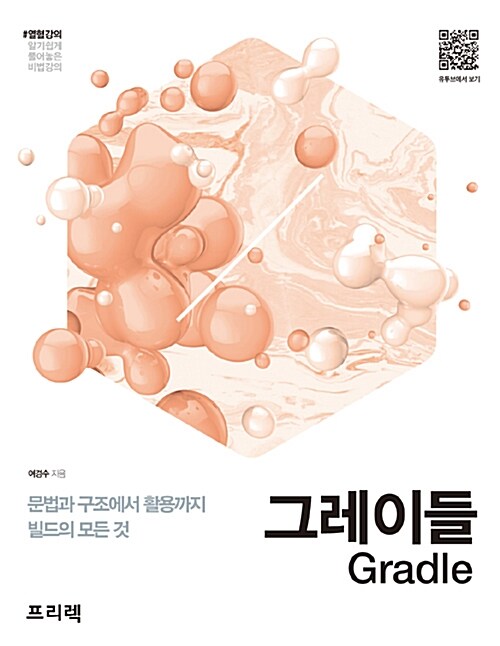 #열혈강의
알기쉽게
풀어놓은
비법강의
유튜브에서 보기
여검수 지음
문법과 구조에서 활용까지
빌드의 모든 것
그레이들
Gradle
프리렉